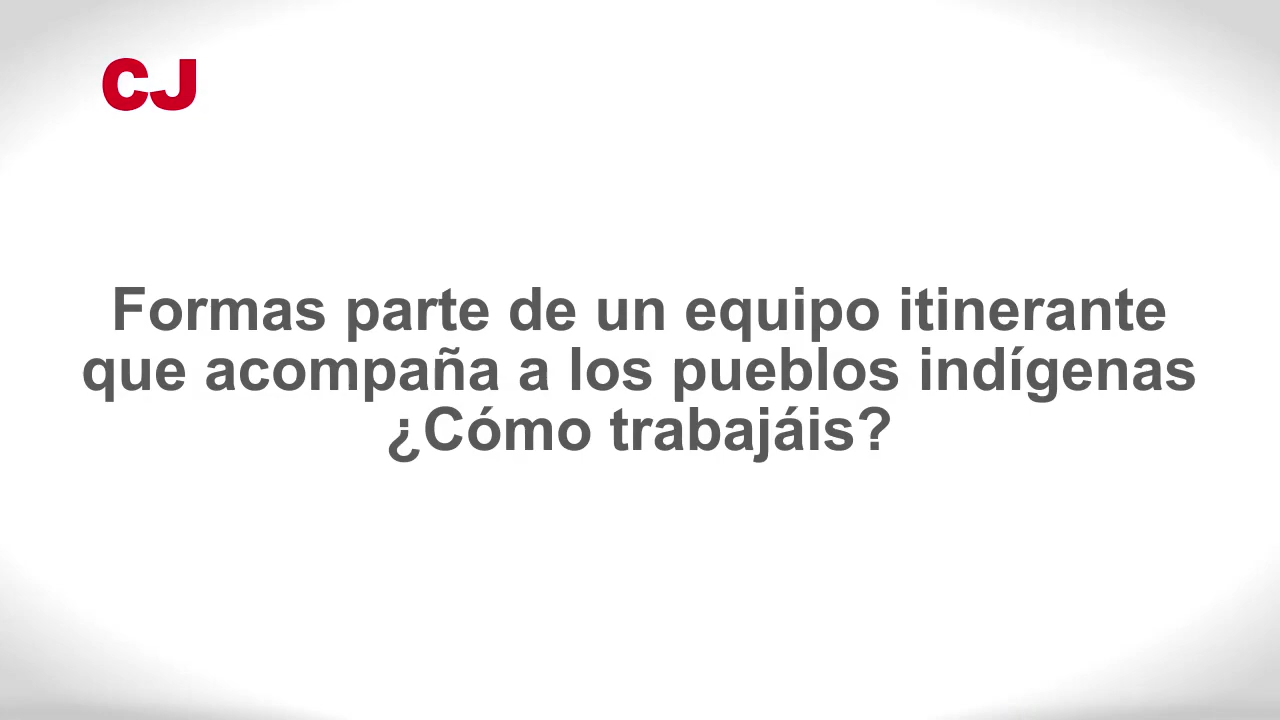 CJ
Formas parte de un equipo itinerante
que acompaña a los pueblos indígenas
¿Cómo trabajáis?